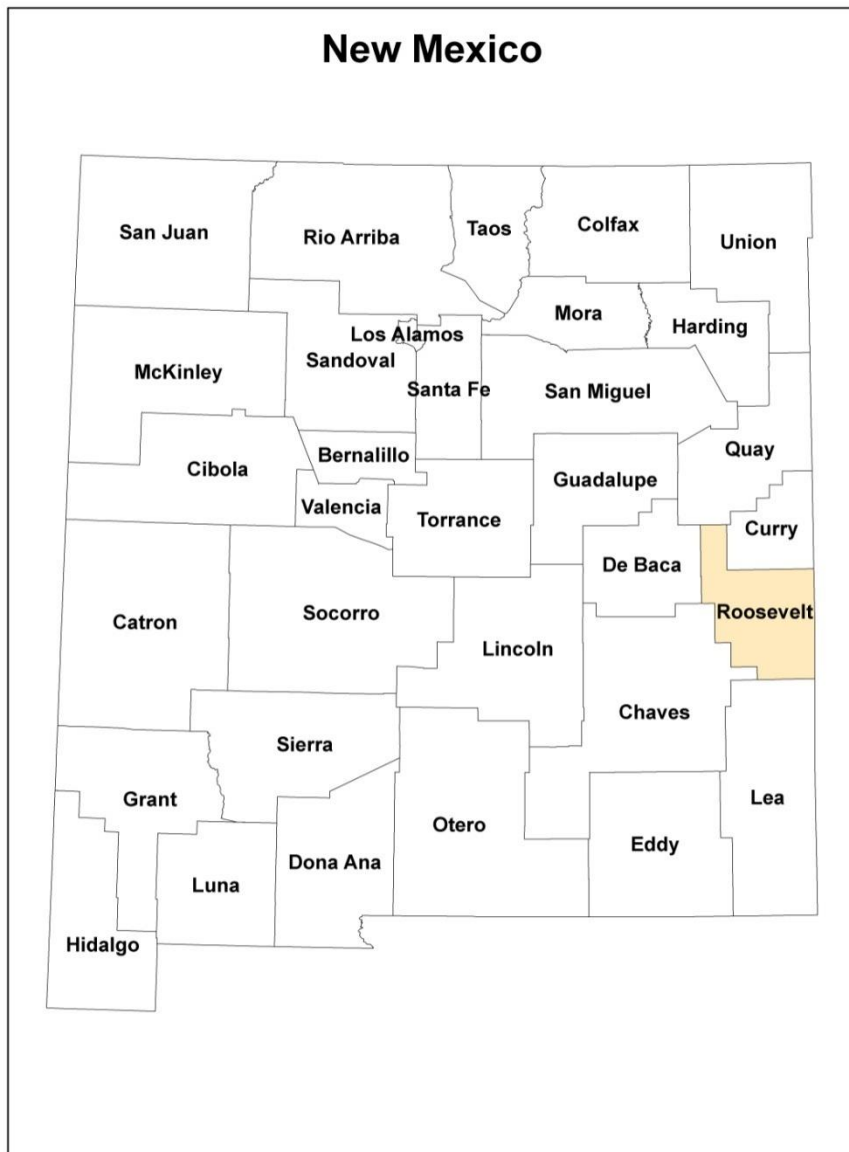 New Mexico
San Juan
Rio Arriba
Taos
Colfax
Union
Mora
Harding
Los Alamos
Sandoval
McKinley
Santa Fe
San Miguel
Quay
Bernalillo
Cibola
Guadalupe
Valencia
Torrance
Curry
De Baca
Roosevelt
Catron
Socorro
Lincoln
Chaves
Sierra
Grant
Lea
Otero
Eddy
Dona Ana
Luna
Hidalgo